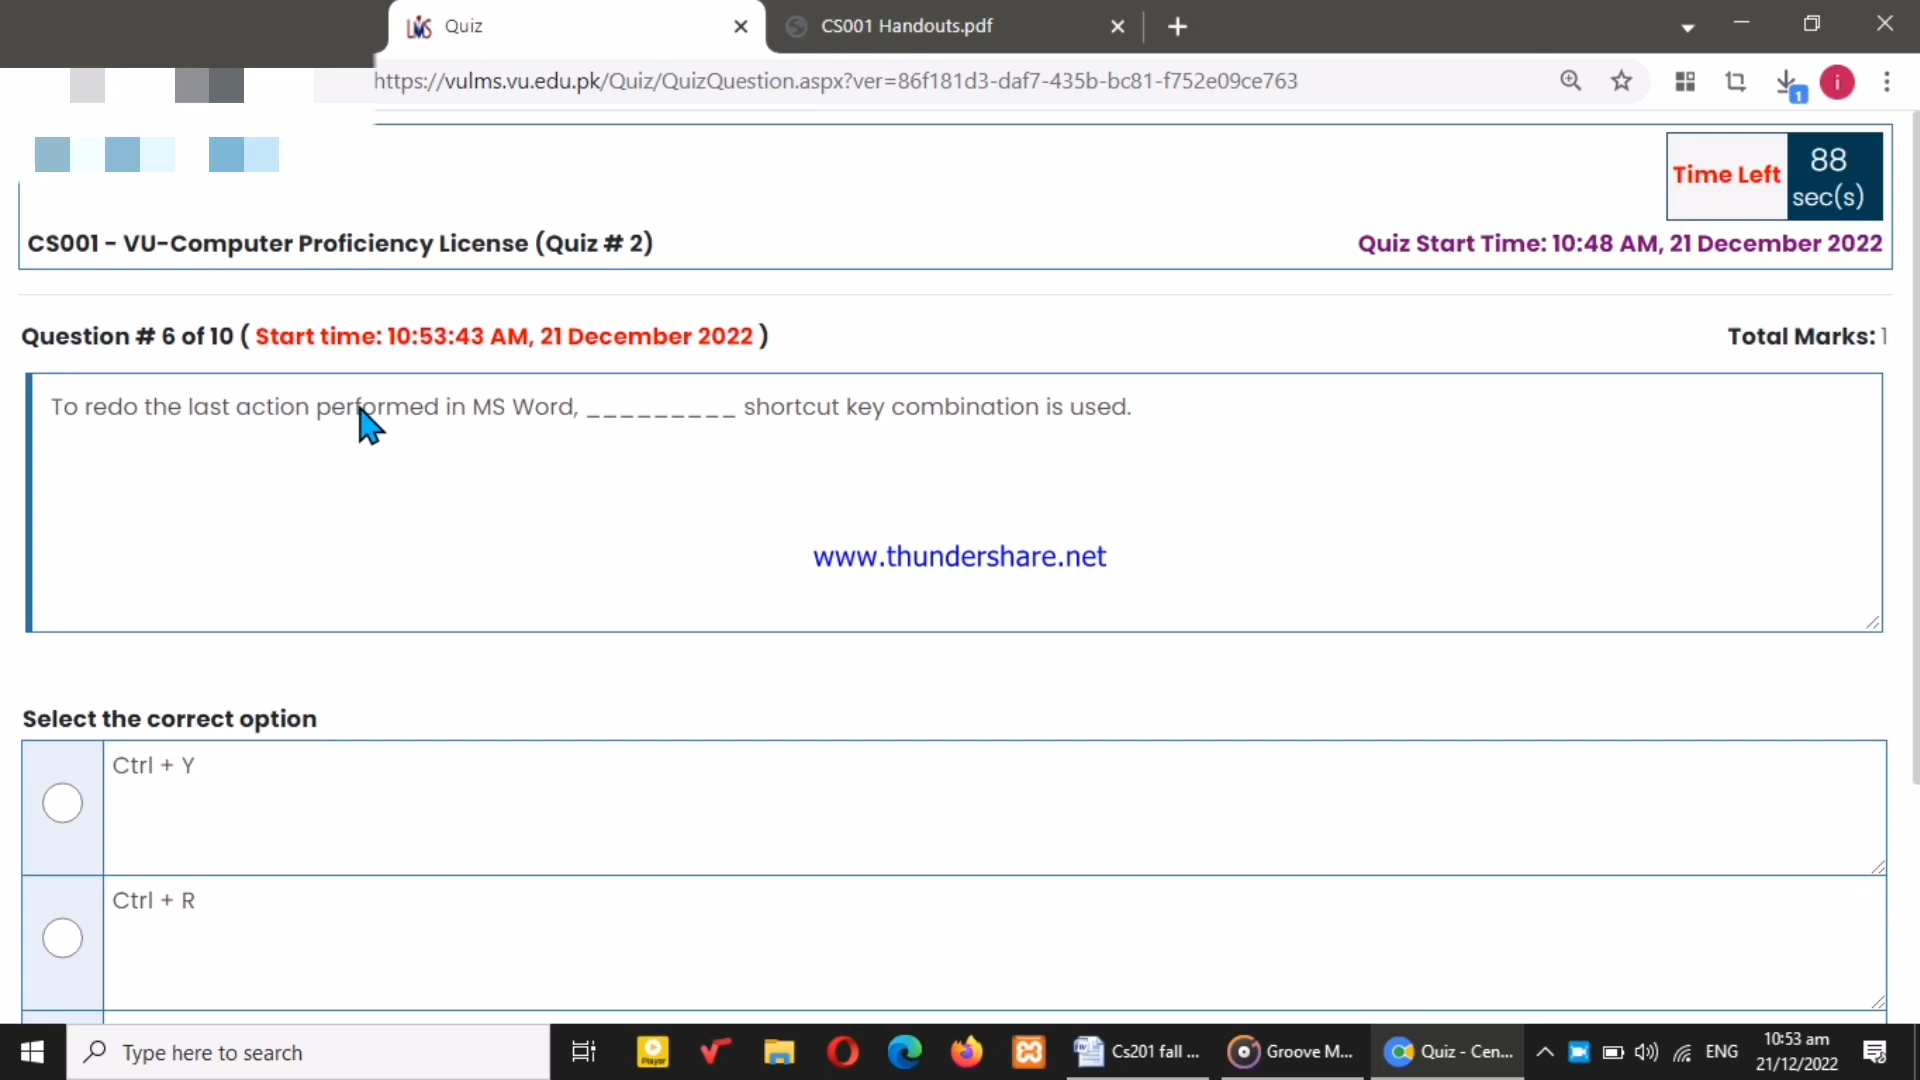 Quiz
CS001 Handouts.pdf
https://vulms.vu.edu.pk/Quiz/QuizQuestion.aspx?ver=86f181d3-daf7-435b-bc81-f752e09ce763
1
i
Time Left
88
sec(s)
CS001 - VU-Computer Proficiency License (Quiz # 2)
Quiz Start Time: 10:48 AM, 21 December 2022
Question # 6 of 10 ( Start time: 10:53:43 AM, 21 December 2022 )
Total Marks: 1
To redo the last action performed in MS Word, _________ shortcut key combination is used.
www.thundershare.net
Select the correct option
Ctrl + Y
Ctrl + R
Type here to search
Player
Cs201 fall ...
Groove M...
Quiz - Cen...
ENG
10:53 am
21/12/2022